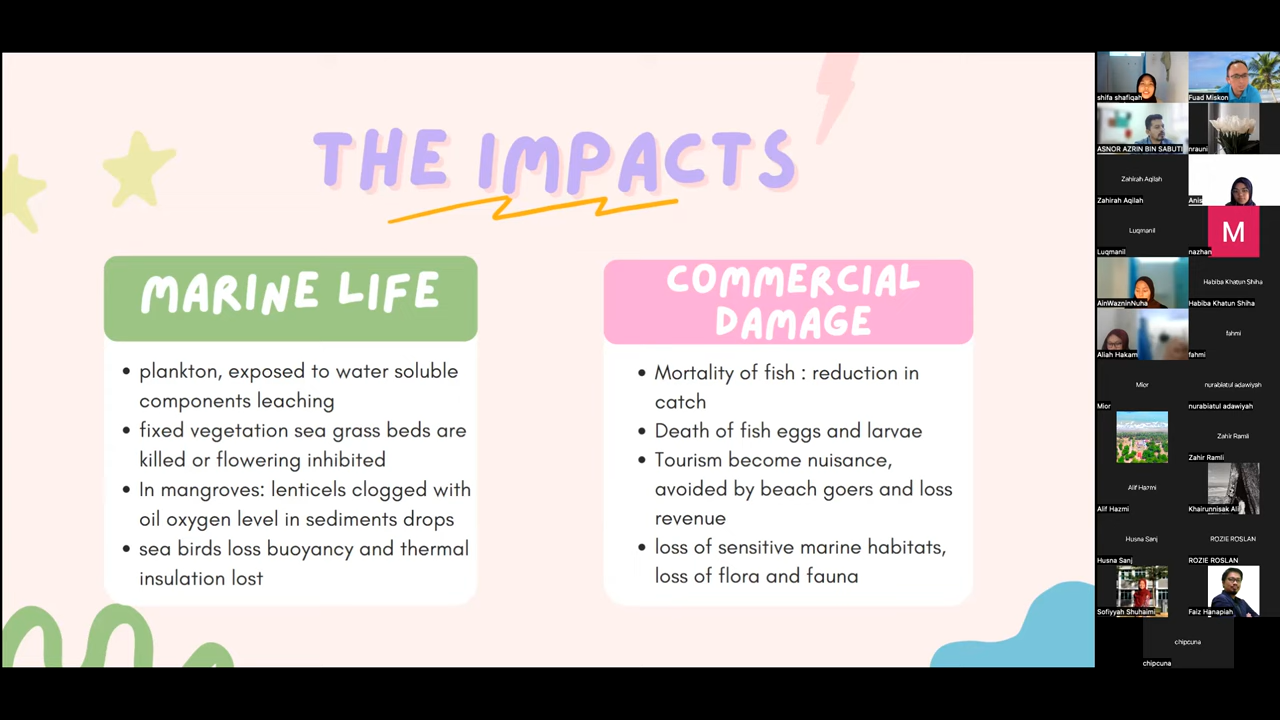 THE IMPACTS
MARINE LIFE
• plankton, exposed to water soluble
components leaching
• fixed vegetation sea grass beds are
killed or flowering inhibited
• In mangroves: lenticels clogged with
oil oxygen level in sediments drops
• sea birds loss buoyancy and thermal
insulation lost
COMMERCIAL
DAMAGE
• Mortality of fish : reduction in
catch
• Death of fish eggs and larvae
• Tourism become nuisance,
avoided by beach goers and loss
revenue
• loss of sensitive marine habitats,
loss of flora and fauna
shifa shafiqah
Fuad Miskon
ASNOR AZRIN BIN SABUTI
nrauni
Zahirah Aqilah
Zahirah Aqilah
Anis
Luqmanil
Luqmanil
M
nazhan
AinWazninNuha
Habiba Khatun Shiha
Habiba Khatun Shiha
Aliah Hakam
fahmi
fahmi
Mior
Mior
nurabiatul adawiyah
nurabiatul adawiyah
Zahir Ramli
Zahir Ramli
Alif Hazmi
Alif Hazmi
Khairunnisak Ali
Husna Sanj
Husna Sanj
ROZIE ROSLAN
ROZIE ROSLAN
Sofiyyah Shuhaimi
Faiz Hanapiah
chipcuna
chipcuna